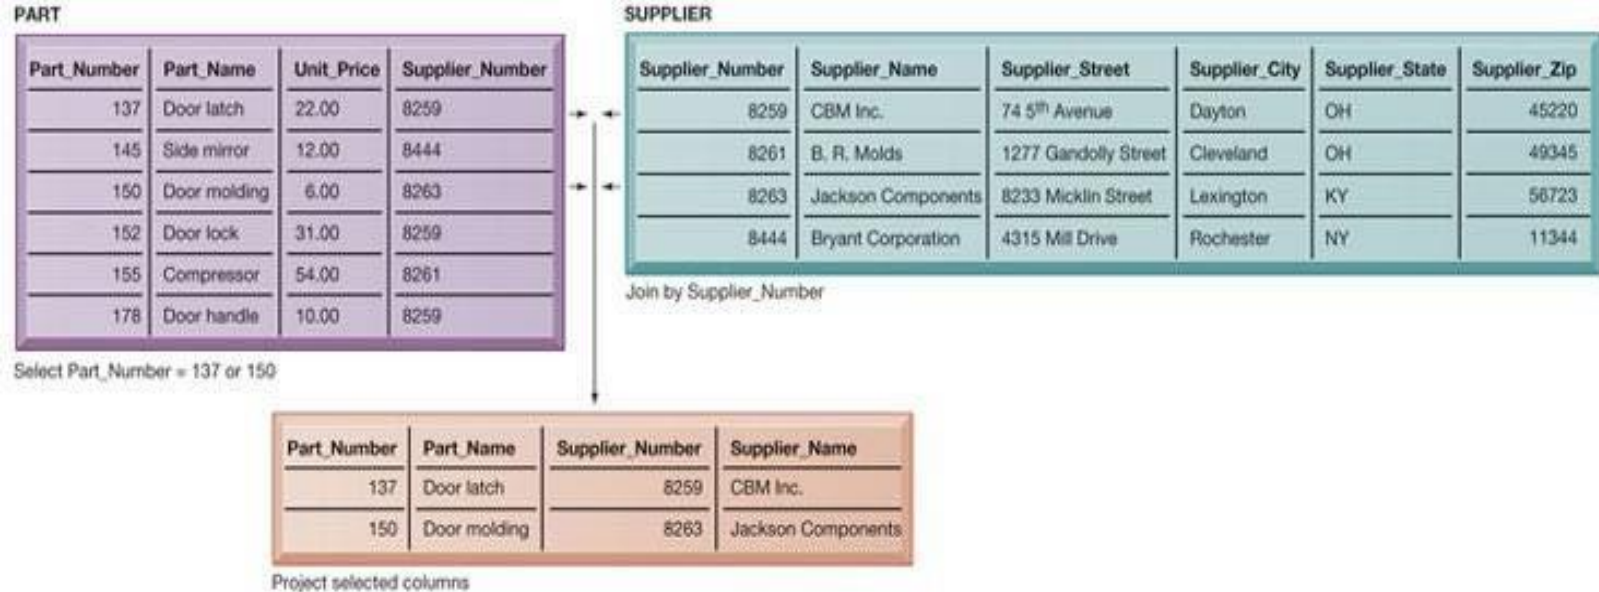 PART
Part_Number Part_Name Unit_Price Supplier_Number
137 Door latch 22.00 8259
145 Side mirror 12.00 8444
150 Door molding 6.00 8263
152 Door lock 31.00 8259
155 Compressor 54.00 8261
178 Door handle 10.00 8259
Select Part_Number = 137 or 150
SUPPLIER
Supplier_Number Supplier_Name Supplier_Street Supplier_City Supplier_State Supplier_Zip
8259 CBM Inc. 74 5th Avenue Dayton OH 45220
8261 B. R. Molds 1277 Gandolly Street Cleveland OH 49345
8263 Jackson Components 8233 Micklin Street Lexington KY 56723
8444 Bryant Corporation 4315 Mill Drive Rochester NY 11344
Join by Supplier_Number
Part_Number Part_Name Supplier_Number Supplier_Name
137 Door latch 8259 CBM Inc.
150 Door molding 8263 Jackson Components
Project selected columns